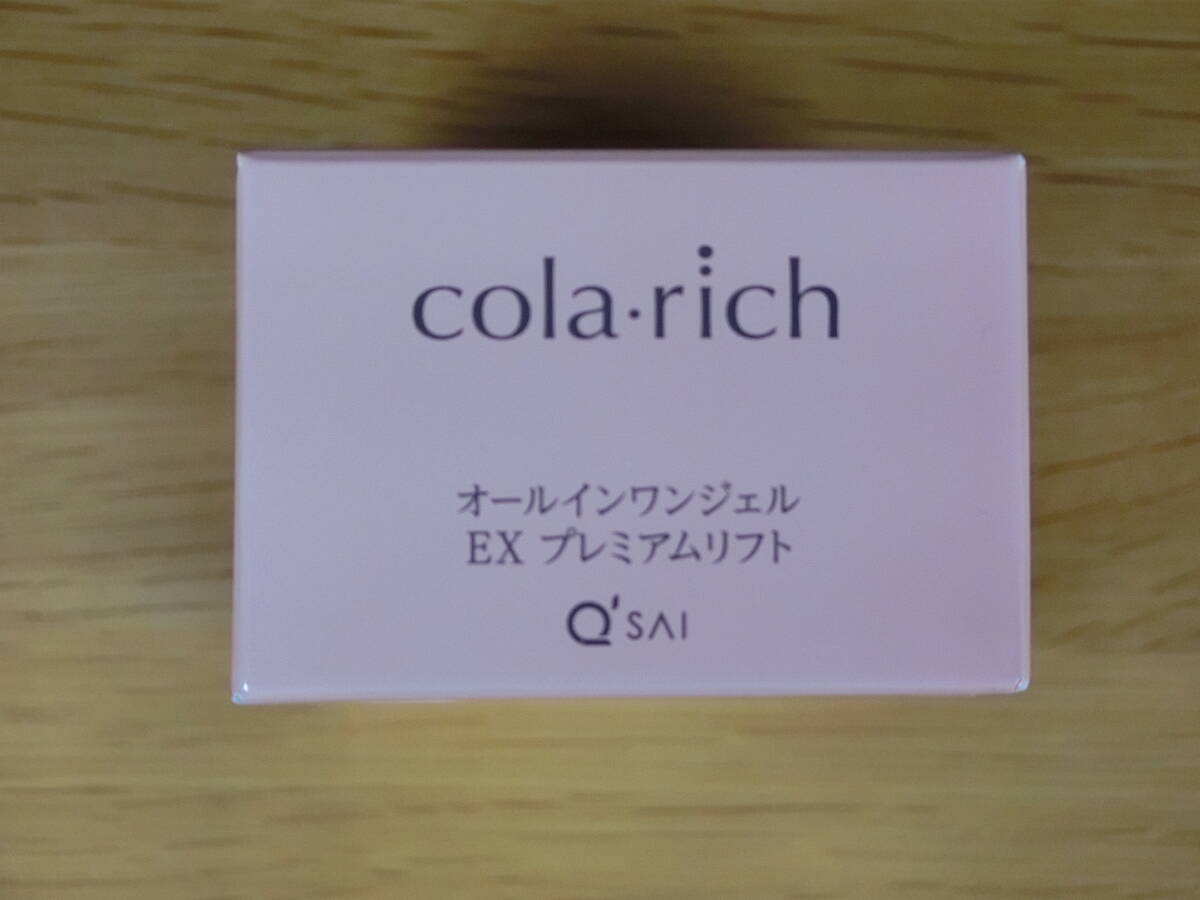 cola·rich
オールインワンジェル
EX プレミアムリフト
Q'SAI